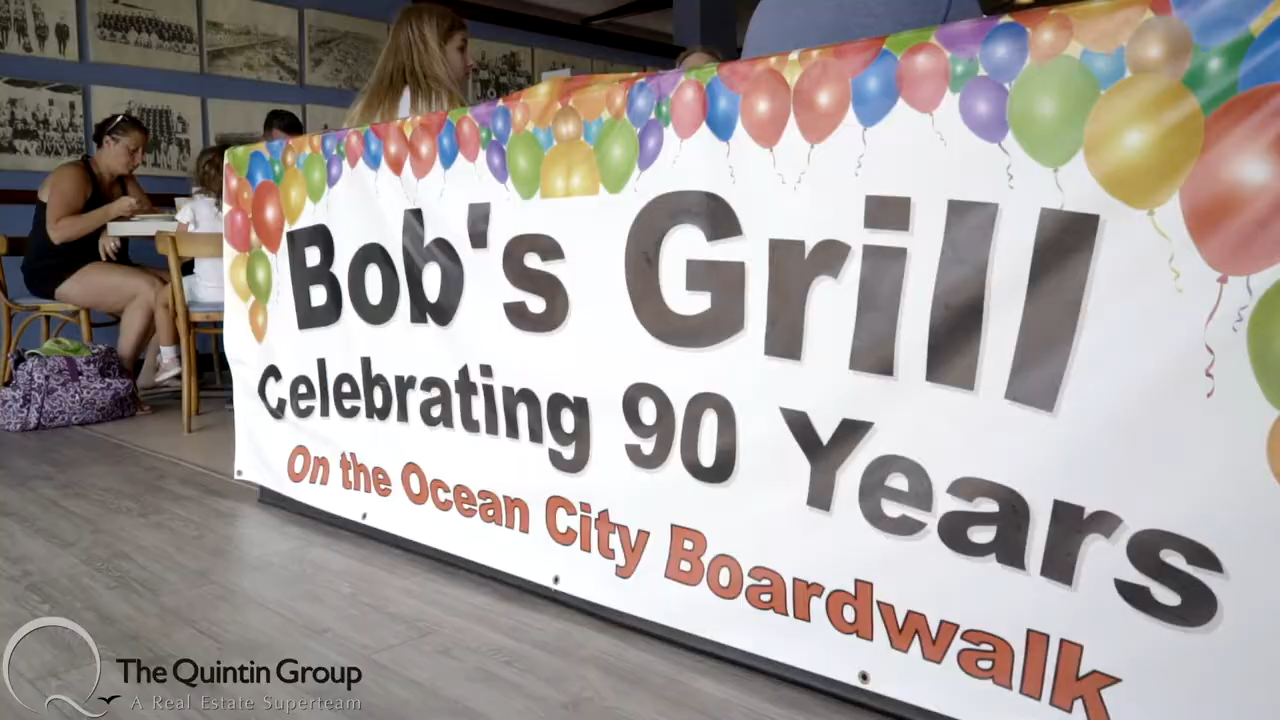 Bob's Grill
Celebrating 90 Years
On the Ocean City Boardwalk
The Quintin Group
A Real Estate Superteam